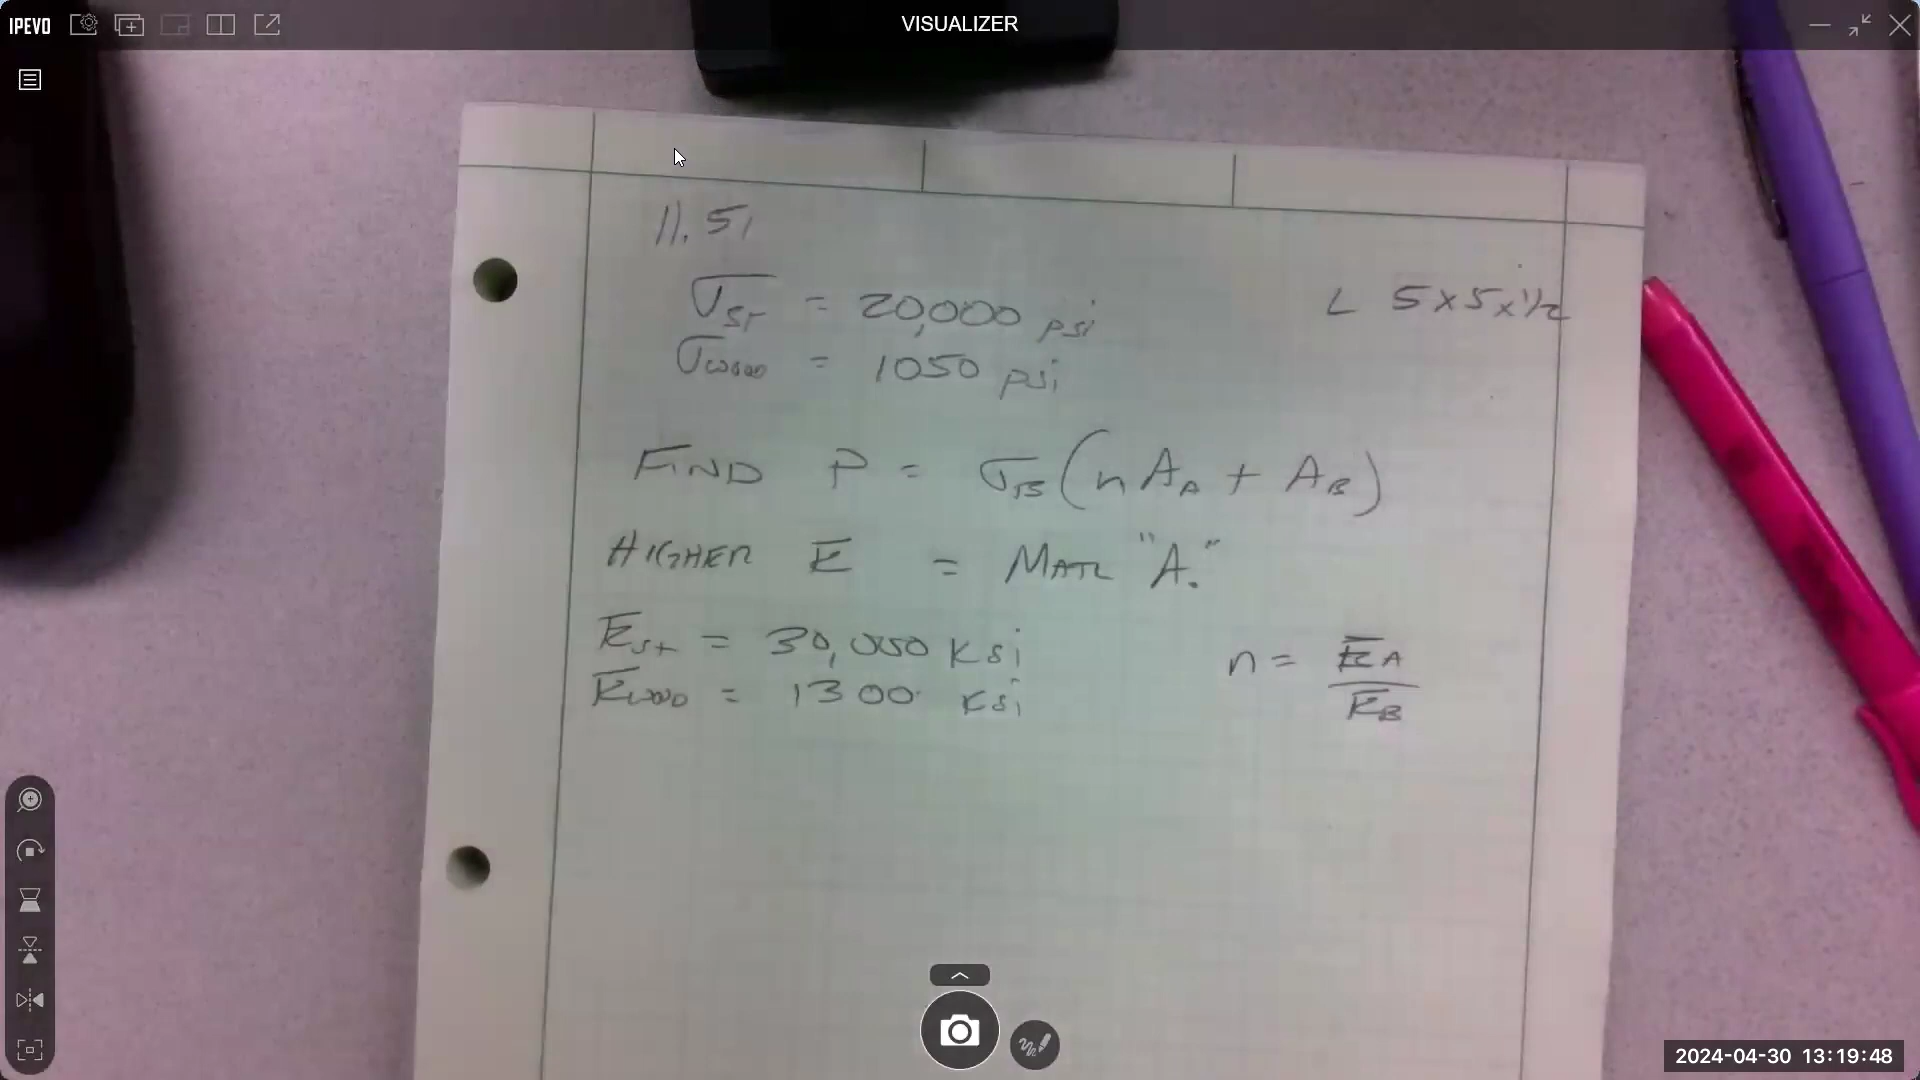 IPEVO
VISUALIZER
11.51
σST = 20,000 psi
L 5x5x1/2
σWOOD = 1050 psi
FIND P = σB (n AA + AB)
HIGHER E = MATL "A."
Est = 30,000 ksi
n = EA
EWOOD = 1300 ksi
EB
2024-04-30 13:19:48